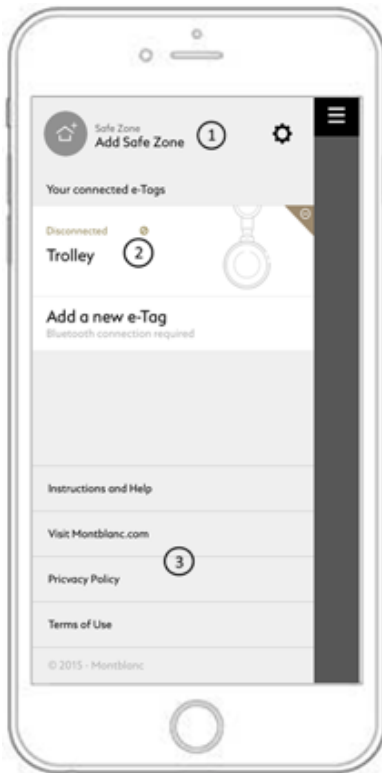 Safe Zone
Add Safe Zone
1
Your connected e-Tags
Disconnected
Trolley
2
Add a new e-Tag
Bluetooth connection required
Instructions and Help
Visit Montblanc.com
3
Pricvacy Policy
Terms of Use
© 2015 - Montblanc